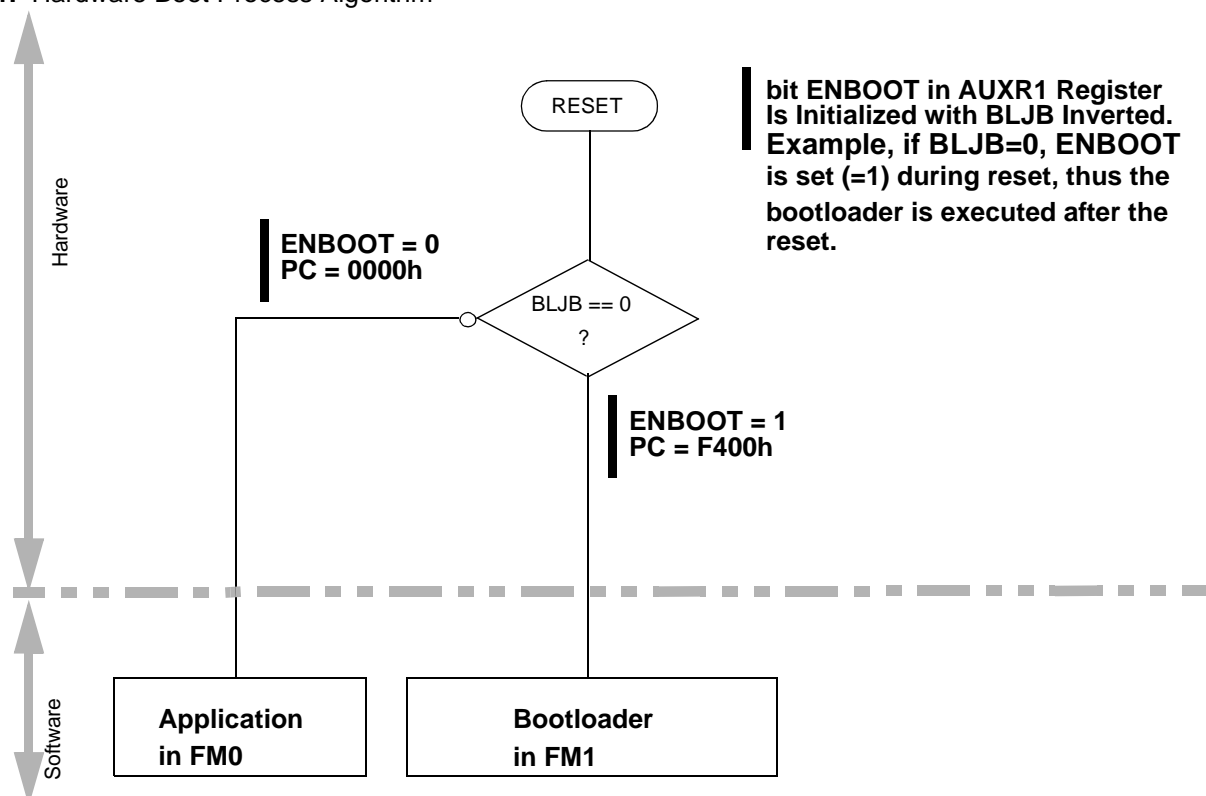 Hardware Boot Process Algorithm
RESET
bit ENBOOT in AUXR1 Register
Is Initialized with BLJB Inverted.
Example, if BLJB=0, ENBOOT
is set (=1) during reset, thus the
bootloader is executed after the
reset.
Hardware
ENBOOT = 0
PC = 0000h
BLJB == 0
?
ENBOOT = 1
PC = F400h
Software
Application
in FM0
Bootloader
in FM1